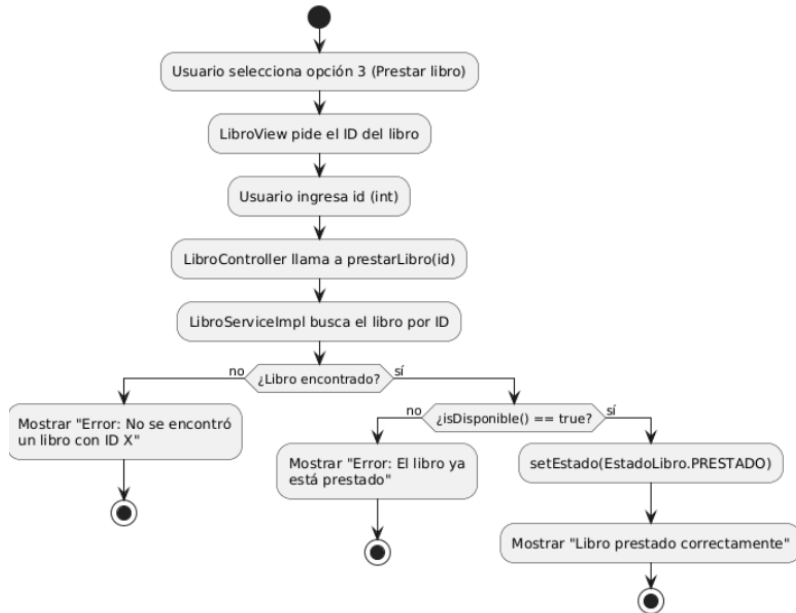 Usuario selecciona opción 3 (Prestar libro)
LibroView pide el ID del libro
Usuario ingresa id (int)
LibroController llama a prestarLibro(id)
LibroServiceImpl busca el libro por ID
¿Libro encontrado?
no
sí
Mostrar "Error: No se encontró
un libro con ID X"
¿isDisponible() == true?
no
sí
Mostrar "Error: El libro ya
está prestado"
setEstado(EstadoLibro.PRESTADO)
Mostrar "Libro prestado correctamente"